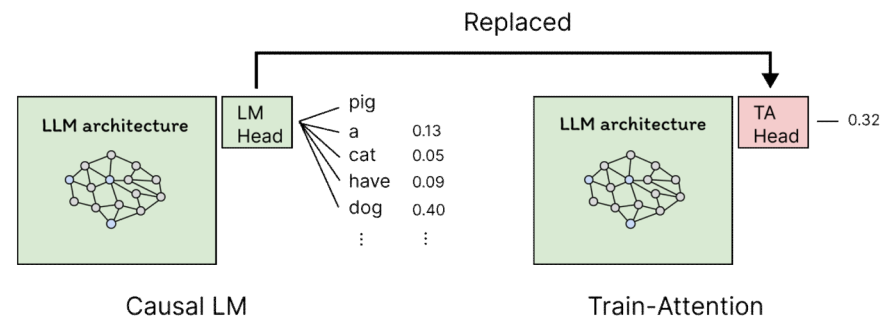 Replaced
LLM architecture
LM
Head
pig
a 0.13
cat 0.05
have 0.09
dog 0.40
⋮ ⋮
Causal LM
LLM architecture
TA
Head
0.32
Train-Attention